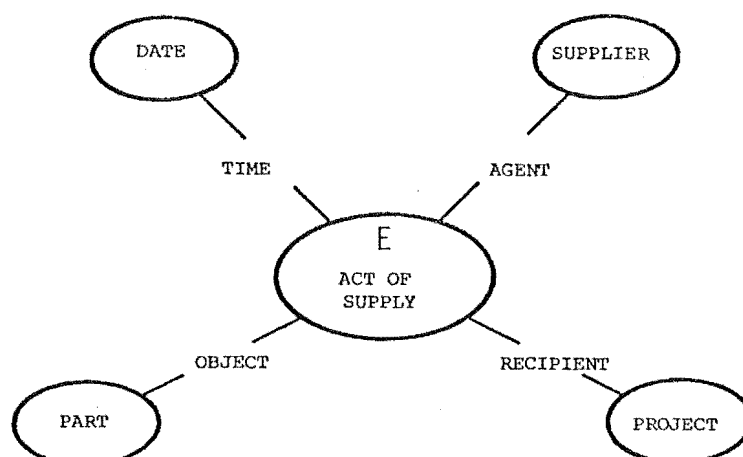 DATE
SUPPLIER
TIME
AGENT
E
ACT OF
SUPPLY
OBJECT
RECIPIENT
PART
PROJECT